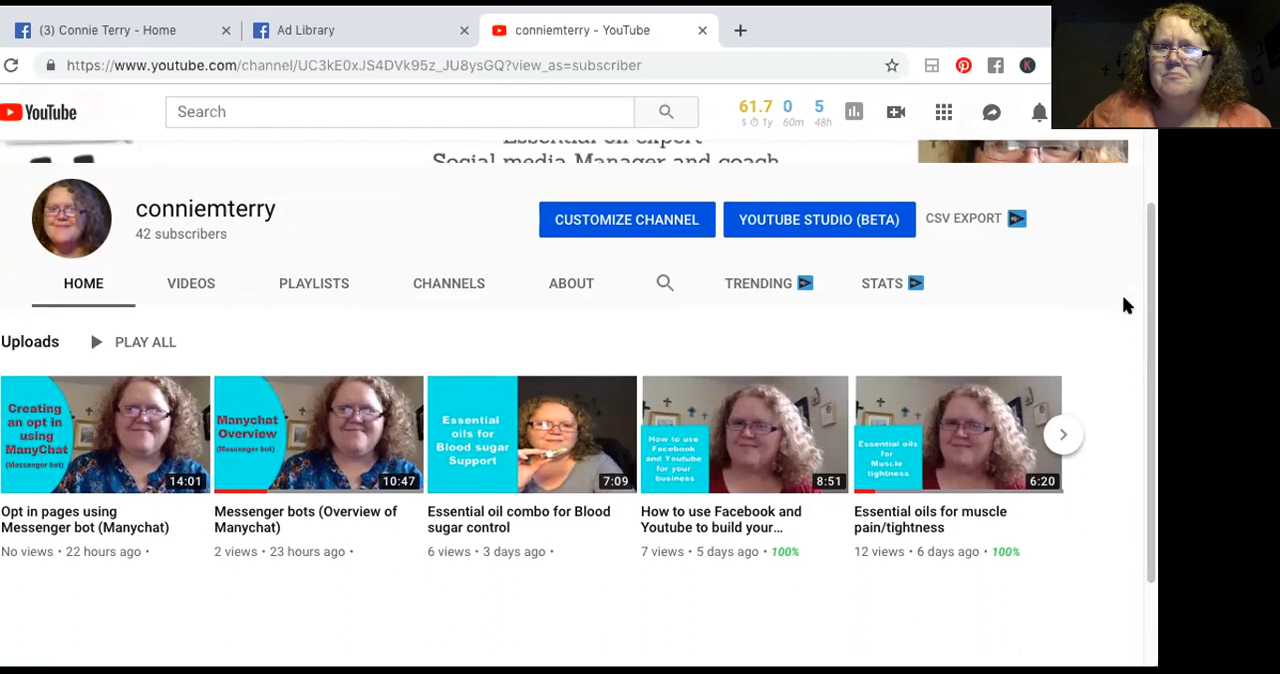 (3) Connie Terry - Home
Ad Library
conniemterry - YouTube
https://www.youtube.com/channel/UC3kE0xJS4DVk95z_JU8ysGQ?view_as=subscriber
YouTube
Search
61.7 0 5
$ 1y 60m 48h
Essential oil expert
Social media Manager and coach
conniemterry
42 subscribers
CUSTOMIZE CHANNEL
YOUTUBE STUDIO (BETA)
CSV EXPORT
HOME VIDEOS PLAYLISTS CHANNELS ABOUT TRENDING STATS
Uploads PLAY ALL
Creating
an opt in
using
ManyChat
(Messenger bot)
14:01
Manychat
Overview
(Messenger bot)
10:47
Essential
oils for
Blood sugar
Support
7:09
How to use
Facebook
and Youtube
for your
business
8:51
Essential oils
for
Muscle
tightness
6:20
Opt in pages using
Messenger bot (Manychat)
No views • 22 hours ago •
Messenger bots (Overview of
Manychat)
2 views • 23 hours ago •
Essential oil combo for Blood
sugar control
6 views • 3 days ago •
How to use Facebook and
Youtube to build your...
7 views • 5 days ago • 100%
Essential oils for muscle
pain/tightness
12 views • 6 days ago • 100%